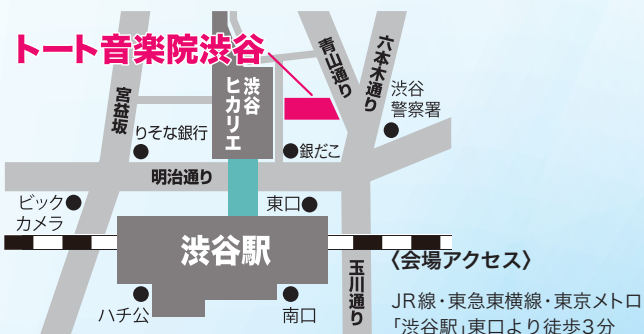 トート音楽院渋谷
青山通り
六本木通り
宮益坂
渋谷
ヒカリエ
渋谷
警察署
りそな銀行
銀だこ
明治通り
ビック
カメラ
東口
渋谷駅
ハチ公
南口
玉川通り
〈会場アクセス〉
JR線・東急東横線・東京メトロ
「渋谷駅」東口より徒歩3分